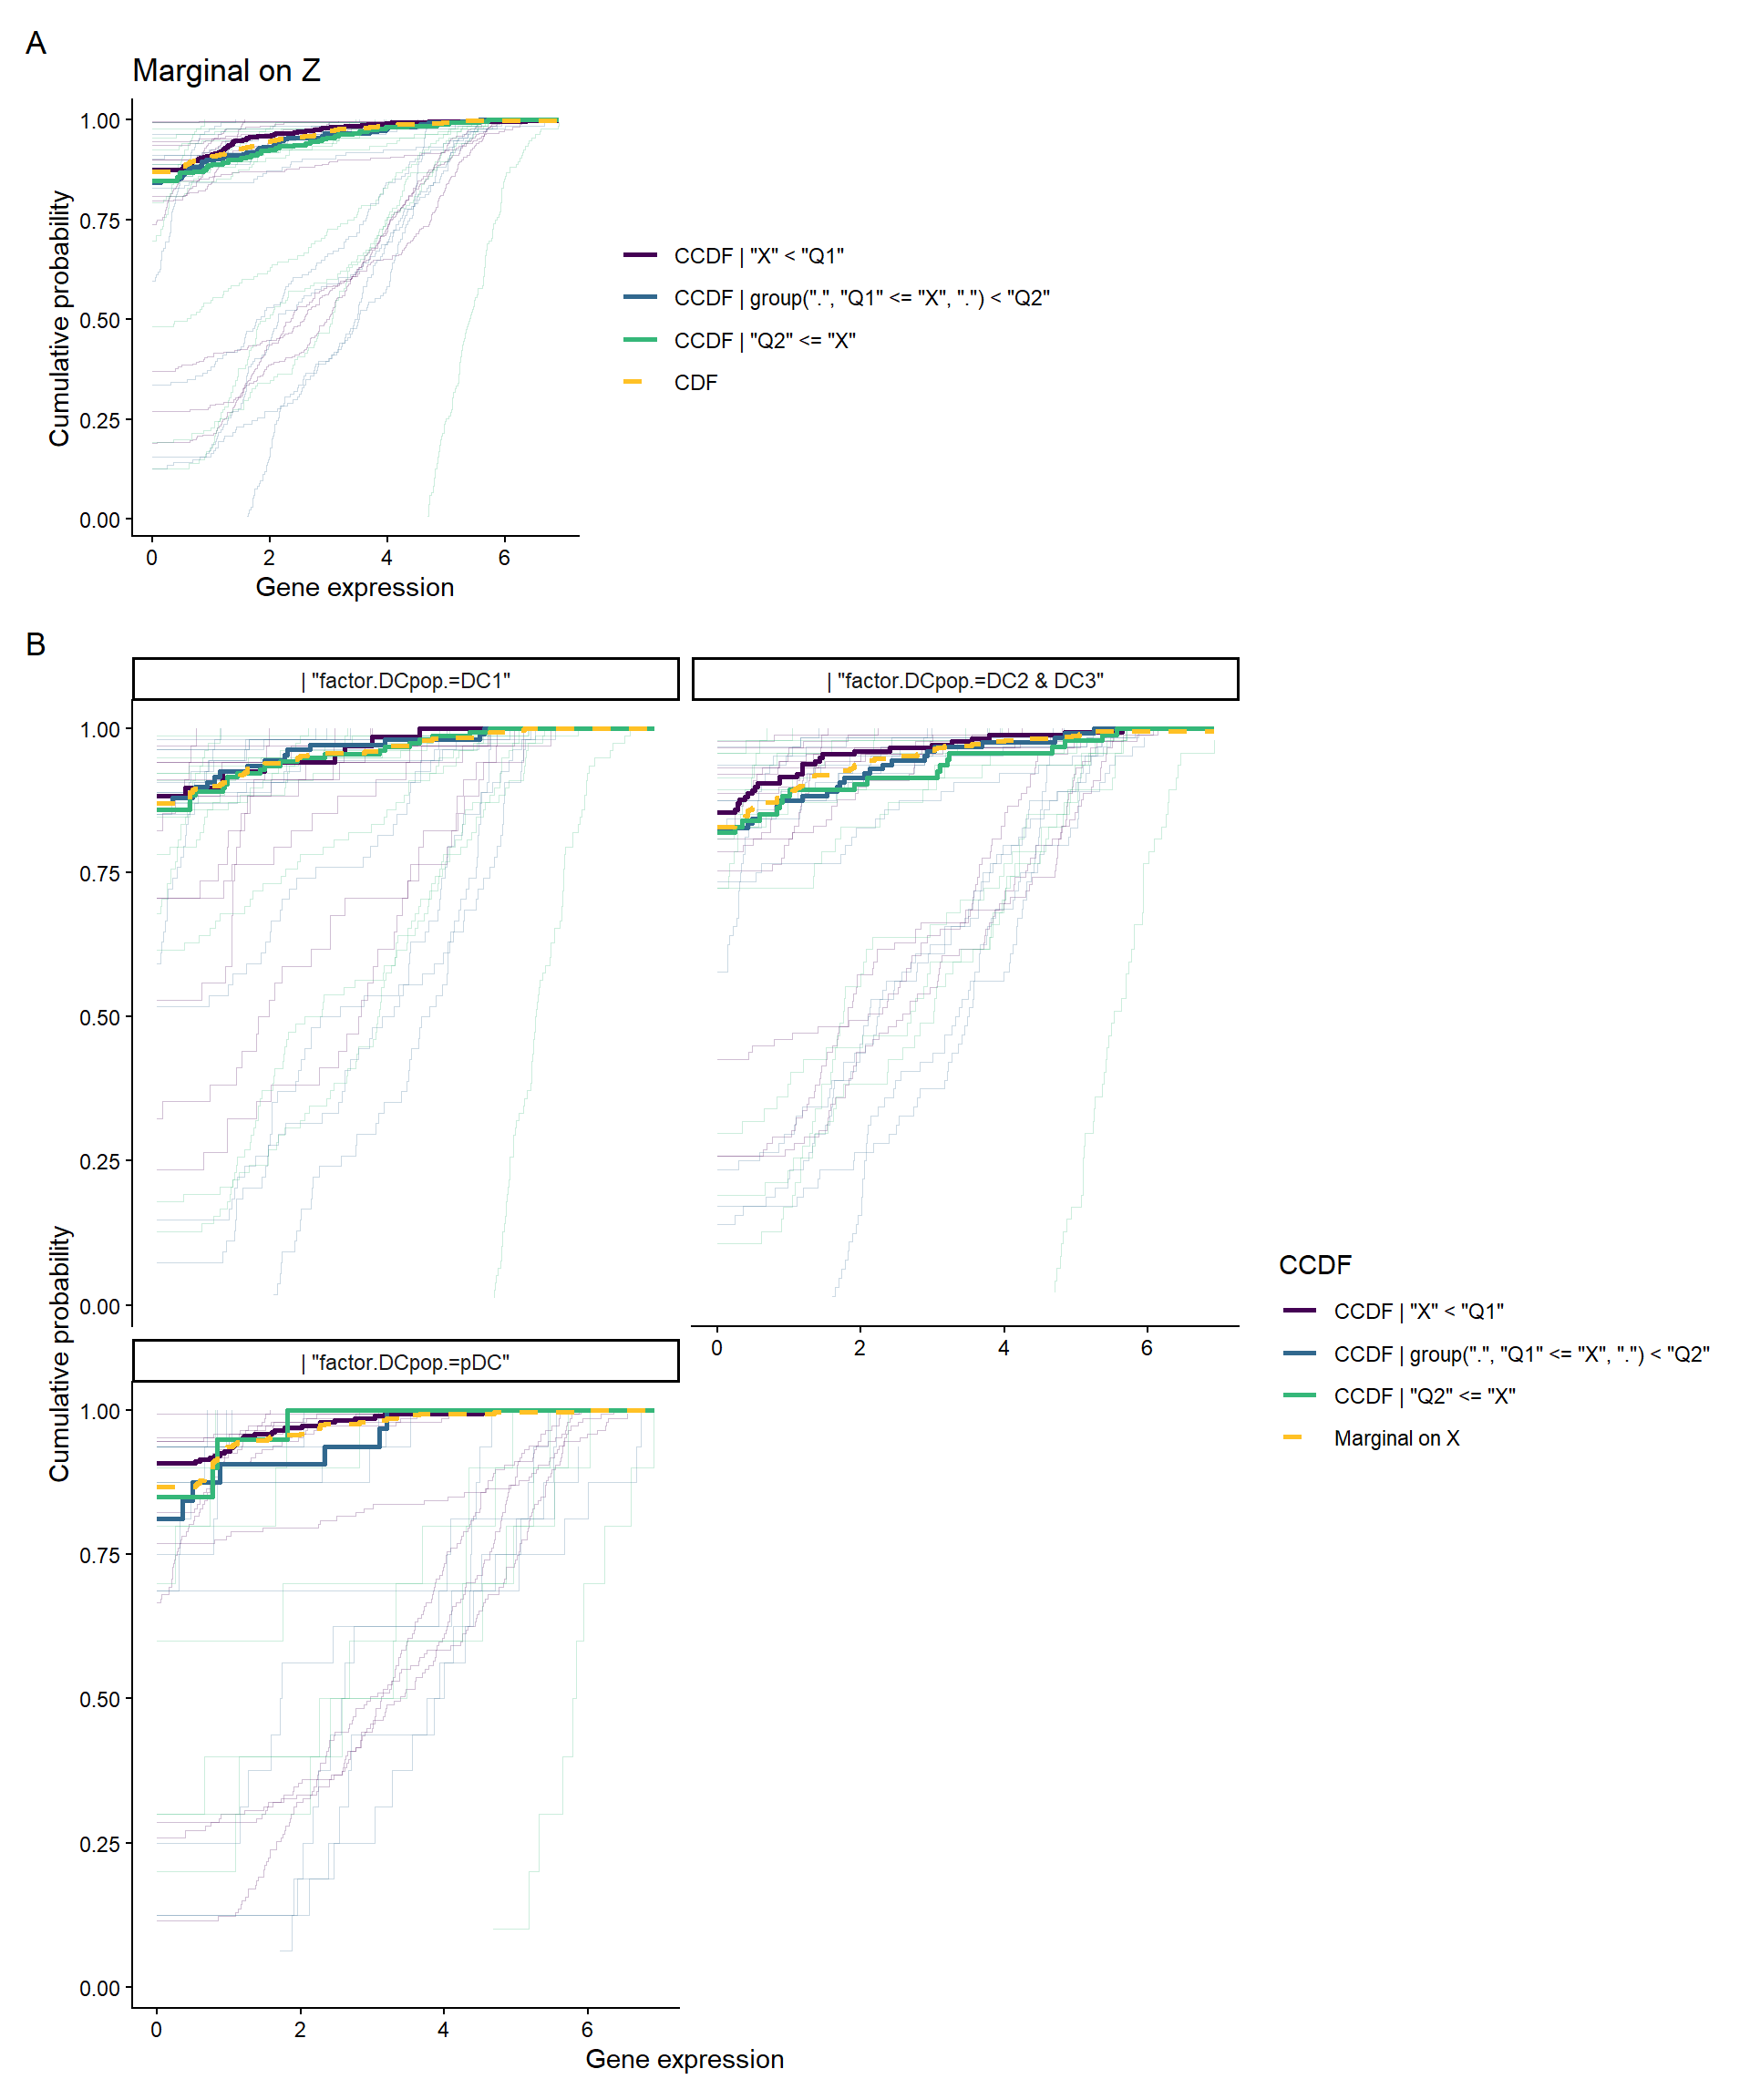 A
Marginal on Z
1.00
0.75
0.50
0.25
0.00
Cumulative probability
0 2 4 6
Gene expression
CCDF | "X" < "Q1"
CCDF | group(".", "Q1" <= "X", ".") < "Q2"
CCDF | "Q2" <= "X"
CDF
B
| "factor.DCpop.=DC1"
| "factor.DCpop.=DC2 & DC3"
1.00
0.75
0.50
0.25
0.00
0 2 4 6
| "factor.DCpop.=pDC"
1.00
0.75
0.50
0.25
0.00
Cumulative probability
0 2 4 6
Gene expression
CCDF
CCDF | "X" < "Q1"
CCDF | group(".", "Q1" <= "X", ".") < "Q2"
CCDF | "Q2" <= "X"
Marginal on X